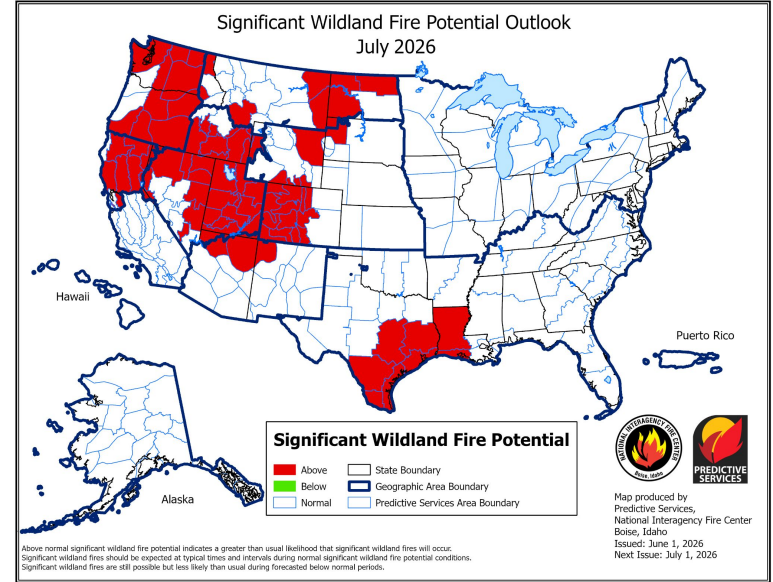 Significant Wildland Fire Potential Outlook
July 2026
Hawaii
Puerto Rico
Alaska
Significant Wildland Fire Potential
Above
State Boundary
Below
Geographic Area Boundary
Normal
Predictive Services Area Boundary
NATIONAL INTERAGENCY FIRE CENTER
Boise, Idaho
PREDICTIVE
SERVICES
Map produced by
Predictive Services,
National Interagency Fire Center
Boise, Idaho
Issued: June 1, 2026
Next Issue: July 1, 2026
Above normal significant wildland fire potential indicates a greater than usual likelihood that significant wildland fires will occur.
Significant wildland fires should be expected at typical times and intervals during normal significant wildland fire potential conditions.
Significant wildland fires are still possible but less likely than usual during forecasted below normal periods.